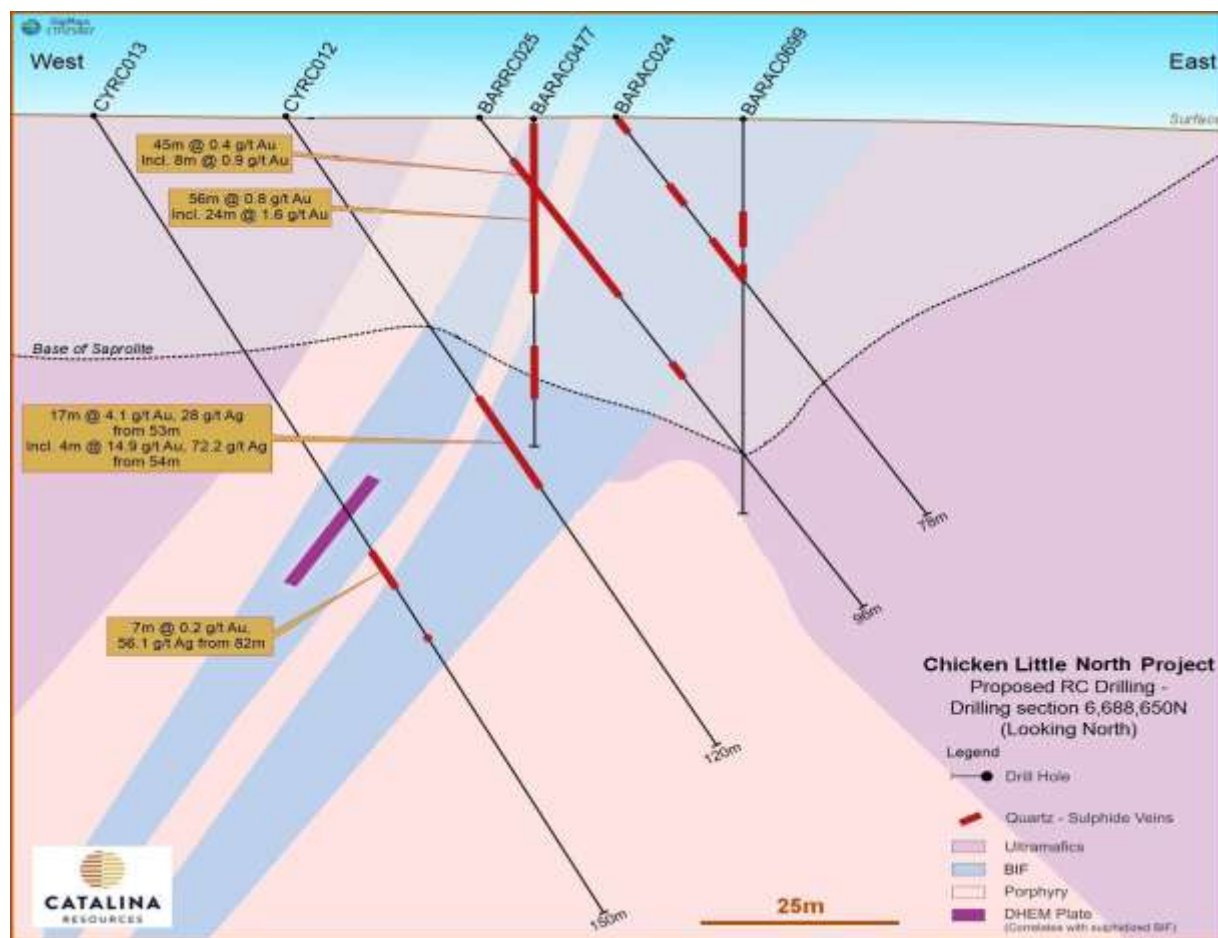 West
East
CYRC013
CYRC012
BARRC025
BARAC0477
BARAC024
BARAC0699
Surface
45m @ 0.4 g/t Au
Incl. 8m @ 0.9 g/t Au
56m @ 0.8 g/t Au
Incl. 24m @ 1.6 g/t Au
Base of Saprolite
17m @ 4.1 g/t Au, 28 g/t Ag
from 53m
Incl. 4m @ 14.9 g/t Au, 72.2 g/t Ag
from 54m
7m @ 0.2 g/t Au,
56.1 g/t Ag from 82m
78m
96m
120m
150m
Chicken Little North Project
Proposed RC Drilling -
Drilling section 6,688,650N
(Looking North)
Legend
Drill Hole
Quartz - Sulphide Veins
Ultramafics
BIF
Porphyry
DHEM Plate
(Correlates with sulphidized BIF)
25m
CATALINA
RESOURCES